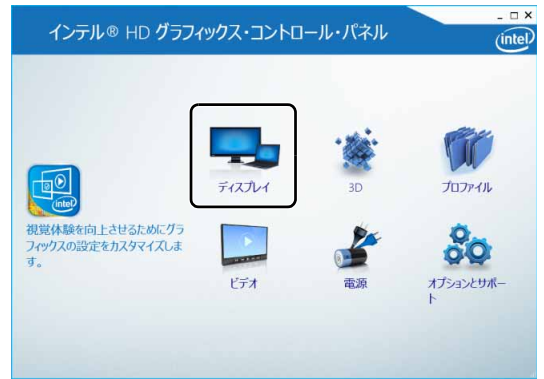 インテル® HD グラフィックス・コントロール・パネル
intel
ディスプレイ
3D
プロファイル
intel
視覚体験を向上させるためにグラ
フィックスの設定をカスタマイズしま
す。
ビデオ
電源
オプションとサポー
ト